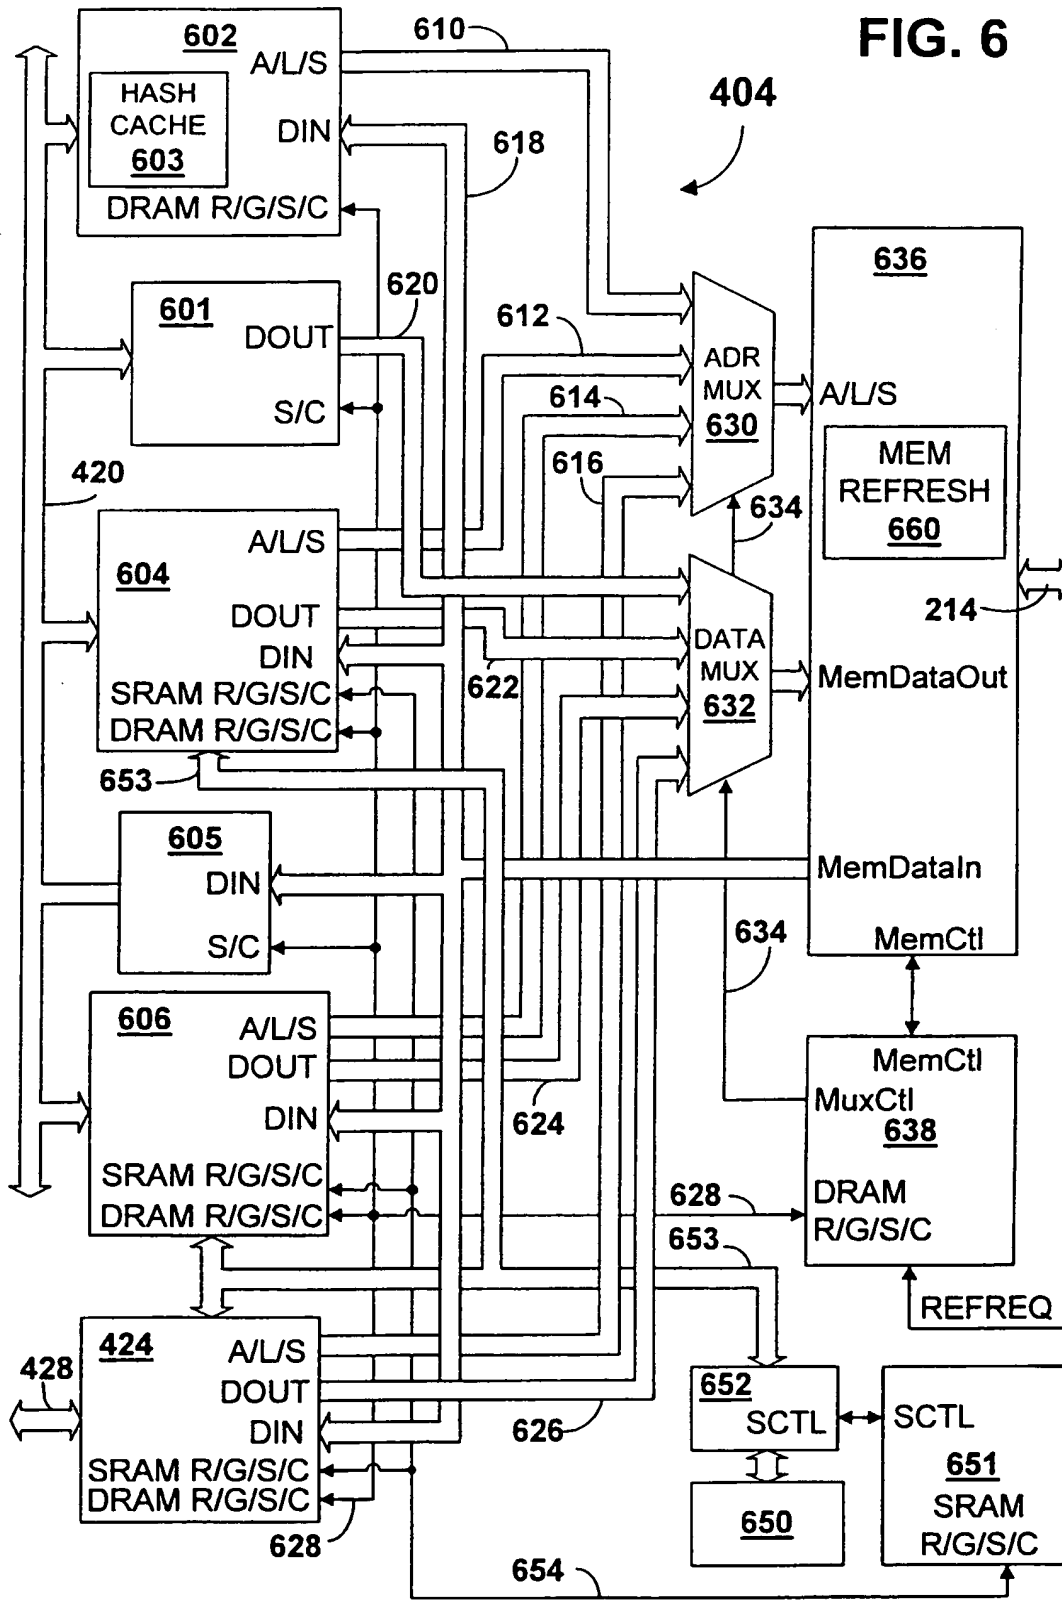 FIG. 6
404
602
A/L/S
HASH
CACHE
603
DIN
DRAM R/G/S/C
610
618
601
DOUT
S/C
620
612
614
616
420
604
A/L/S
DOUT
DIN
SRAM R/G/S/C
DRAM R/G/S/C
622
653
ADR
MUX
630
634
DATA
MUX
632
636
A/L/S
MEM
REFRESH
660
214
MemDataOut
MemDataIn
MemCtl
605
DIN
S/C
634
606
A/L/S
DOUT
DIN
SRAM R/G/S/C
DRAM R/G/S/C
624
MemCtl
MuxCtl
638
DRAM
R/G/S/C
628
653
REFREQ
424
A/L/S
DOUT
DIN
SRAM R/G/S/C
DRAM R/G/S/C
428
626
628
652
SCTL
650
SCTL
651
SRAM
R/G/S/C
654